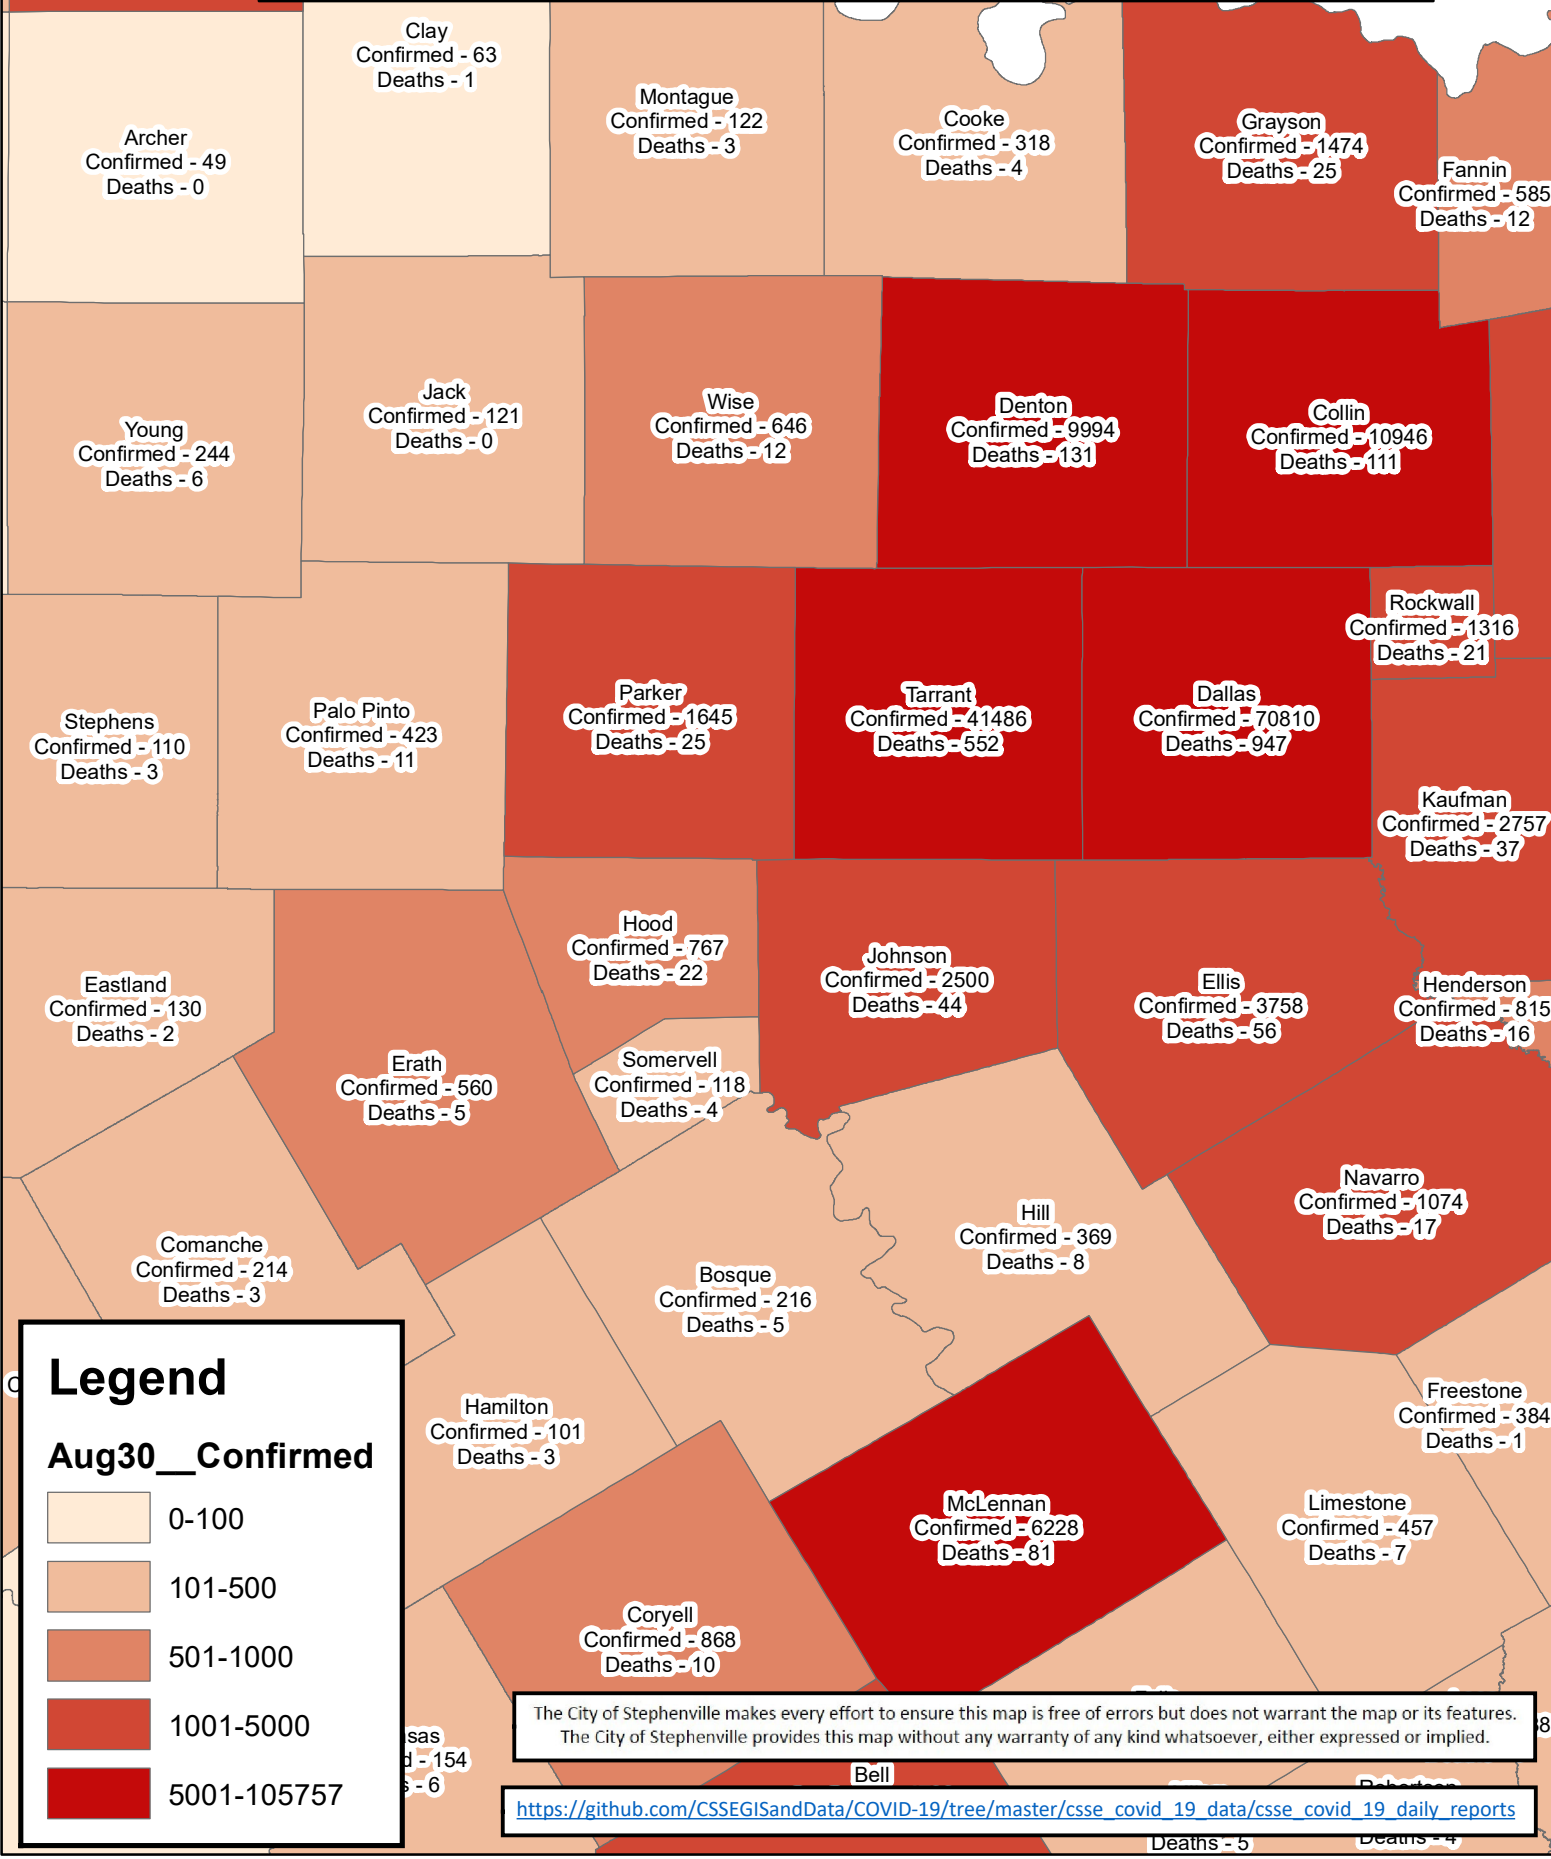 Clay
Confirmed - 63
Deaths - 1
Montague
Confirmed - 122
Deaths - 3
Cooke
Confirmed - 318
Deaths - 4
Grayson
Confirmed - 1474
Deaths - 25
Archer
Confirmed - 49
Deaths - 0
Fannin
Confirmed - 585
Deaths - 12
Young
Confirmed - 244
Deaths - 6
Jack
Confirmed - 121
Deaths - 0
Wise
Confirmed - 646
Deaths - 12
Denton
Confirmed - 9994
Deaths - 131
Collin
Confirmed - 10946
Deaths - 111
Rockwall
Confirmed - 1316
Deaths - 21
Stephens
Confirmed - 110
Deaths - 3
Palo Pinto
Confirmed - 423
Deaths - 11
Parker
Confirmed - 1645
Deaths - 25
Tarrant
Confirmed - 41486
Deaths - 552
Dallas
Confirmed - 70810
Deaths - 947
Kaufman
Confirmed - 2757
Deaths - 37
Eastland
Confirmed - 130
Deaths - 2
Erath
Confirmed - 560
Deaths - 5
Hood
Confirmed - 767
Deaths - 22
Somervell
Confirmed - 118
Deaths - 4
Johnson
Confirmed - 2500
Deaths - 44
Ellis
Confirmed - 3758
Deaths - 56
Henderson
Confirmed - 815
Deaths - 16
Comanche
Confirmed - 214
Deaths - 3
Bosque
Confirmed - 216
Deaths - 5
Hill
Confirmed - 369
Deaths - 8
Navarro
Confirmed - 1074
Deaths - 17
Hamilton
Confirmed - 101
Deaths - 3
McLennan
Confirmed - 6228
Deaths - 81
Limestone
Confirmed - 457
Deaths - 7
Freestone
Confirmed - 384
Deaths - 1
Coryell
Confirmed - 868
Deaths - 10
Legend
Aug30__Confirmed
0-100
101-500
501-1000
1001-5000
5001-105757
sas
d - 154
s - 6
The City of Stephenville makes every effort to ensure this map is free of errors but does not warrant the map or its features.
The City of Stephenville provides this map without any warranty of any kind whatsoever, either expressed or implied.
Bell
https://github.com/CSSEGISandData/COVID-19/tree/master/csse_covid_19_data/csse_covid_19_daily_reports
Deaths - 5
Deaths - 4